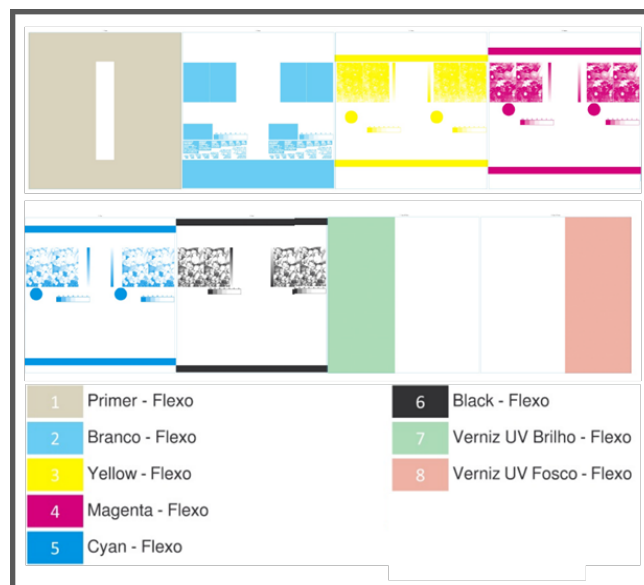 1 Primer - Flexo
2 Branco - Flexo
3 Yellow - Flexo
4 Magenta - Flexo
5 Cyan - Flexo
6 Black - Flexo
7 Verniz UV Brilho - Flexo
8 Verniz UV Fosco - Flexo